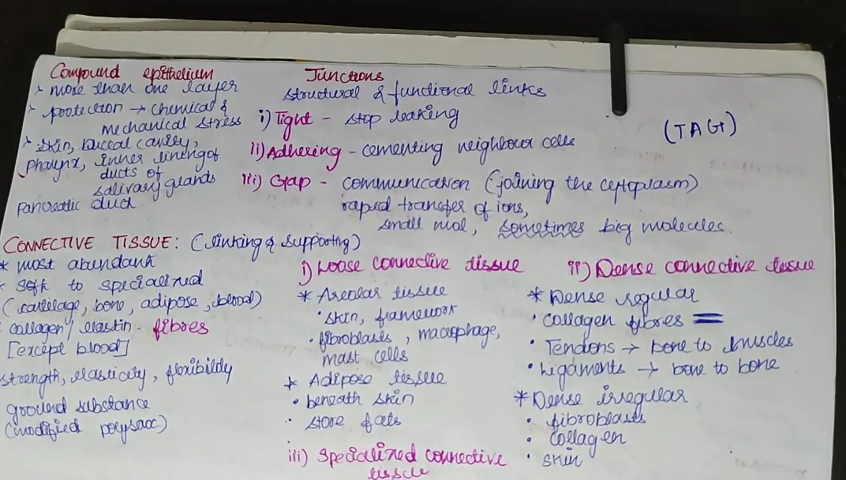 Compound epithelium
> more than one layer
> protection → chemical &
mechanical stress
> skin, buccal cavity,
pharynx, inner lining of
ducts of
salivary glands
pancreatic duct
Junctions
structural & functional links
i) Tight - stop leaking
ii) Adhering - cementing neighbour cells
iii) Gap - communication (joining the cytoplasm)
rapid transfer of ions,
small mol, sometimes big molecules.
(TAG)
CONNECTIVE TISSUE: (linking & supporting)
* most abundant
* soft to specialized
(cartilage, bone, adipose, blood)
collagen/elastin - fibres
[except blood]
strength, elasticity, flexibility
ground substance
(modified polysacc)
i) Loose connective tissue
* Areolar tissue
• skin, framework
• fibroblasts, macrophage,
mast cells
* Adipose tissue
• beneath skin
• store fats
iii) Specialized connective
tissue
ii) Dense connective tissue
* Dense regular
• collagen fibres
• Tendons → bone to muscles
• Ligaments → bone to bone
* Dense irregular
• fibroblasts
• collagen
• skin